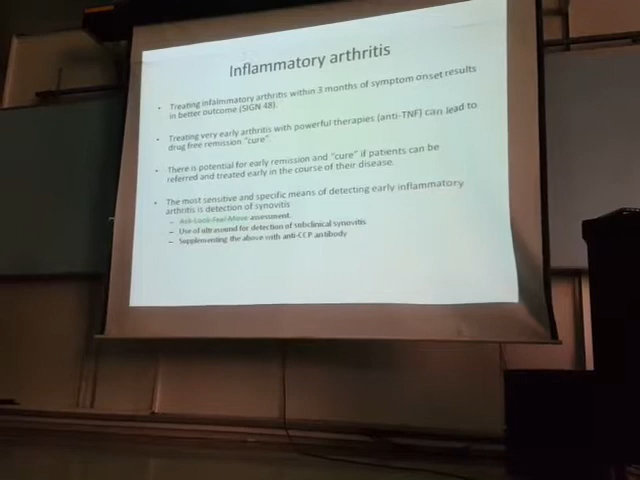 Inflammatory arthritis
• Treating infalmmatory arthritis within 3 months of symptom onset results
in better outcome (SIGN 48).
• Treating very early arthritis with powerful therapies (anti-TNF) can lead to
drug free remission "cure"
• There is potential for early remission and "cure" if patients can be
referred and treated early in the course of their disease.
• The most sensitive and specific means of detecting early inflammatory
arthritis is detection of synovitis
– Ask-Look-Feel-Move assessment.
– Use of ultrasound for detection of subclinical synovitis
– Supplementing the above with anti-CCP antibody